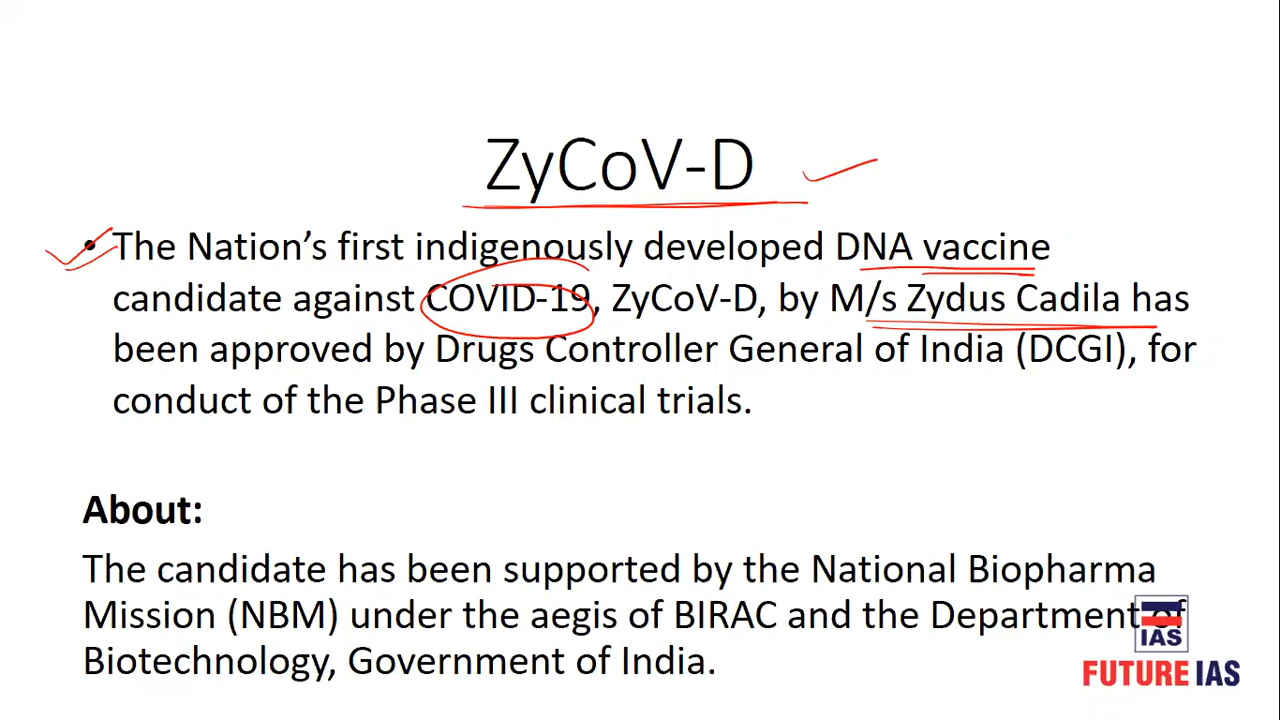 ZyCoV-D
• The Nation’s first indigenously developed DNA vaccine
candidate against COVID-19, ZyCoV-D, by M/s Zydus Cadila has
been approved by Drugs Controller General of India (DCGI), for
conduct of the Phase III clinical trials.
About:
The candidate has been supported by the National Biopharma
Mission (NBM) under the aegis of BIRAC and the Department of
Biotechnology, Government of India.
IAS
FUTURE IAS